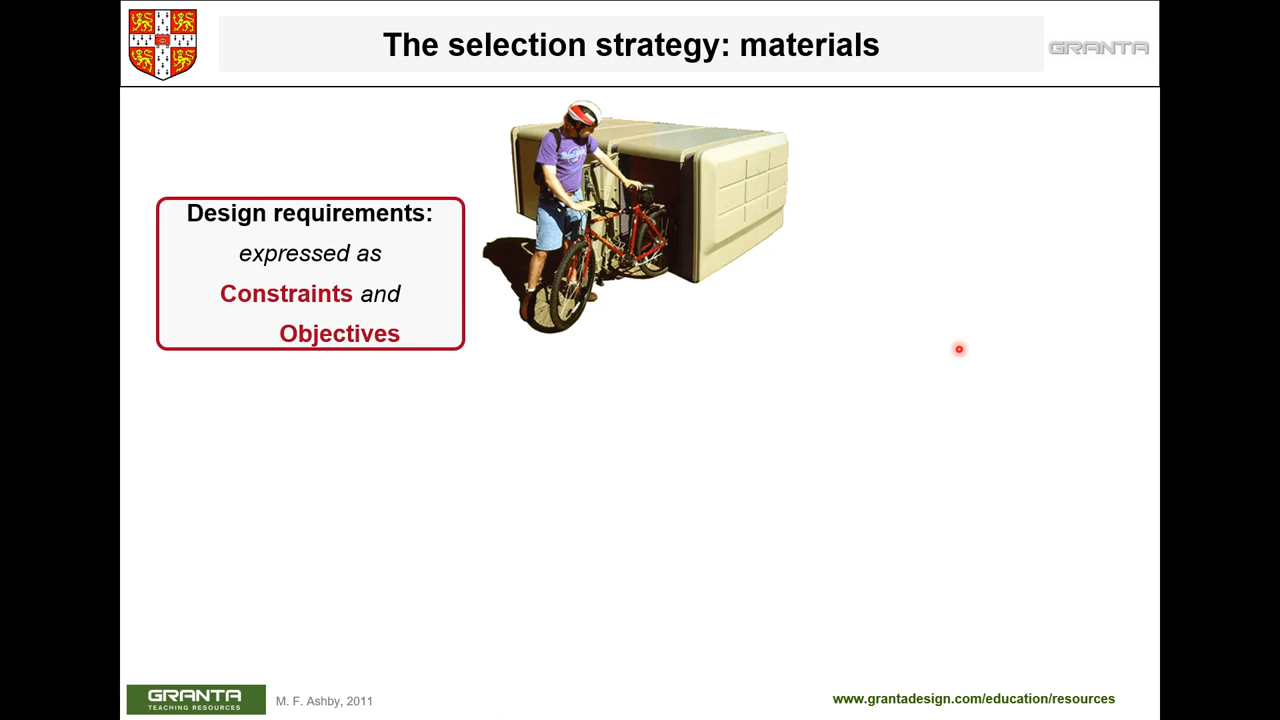 The selection strategy: materials
GRANTA
Design requirements:
expressed as
Constraints and
Objectives
GRANTA
TEACHING RESOURCES
M. F. Ashby, 2011
www.grantadesign.com/education/resources